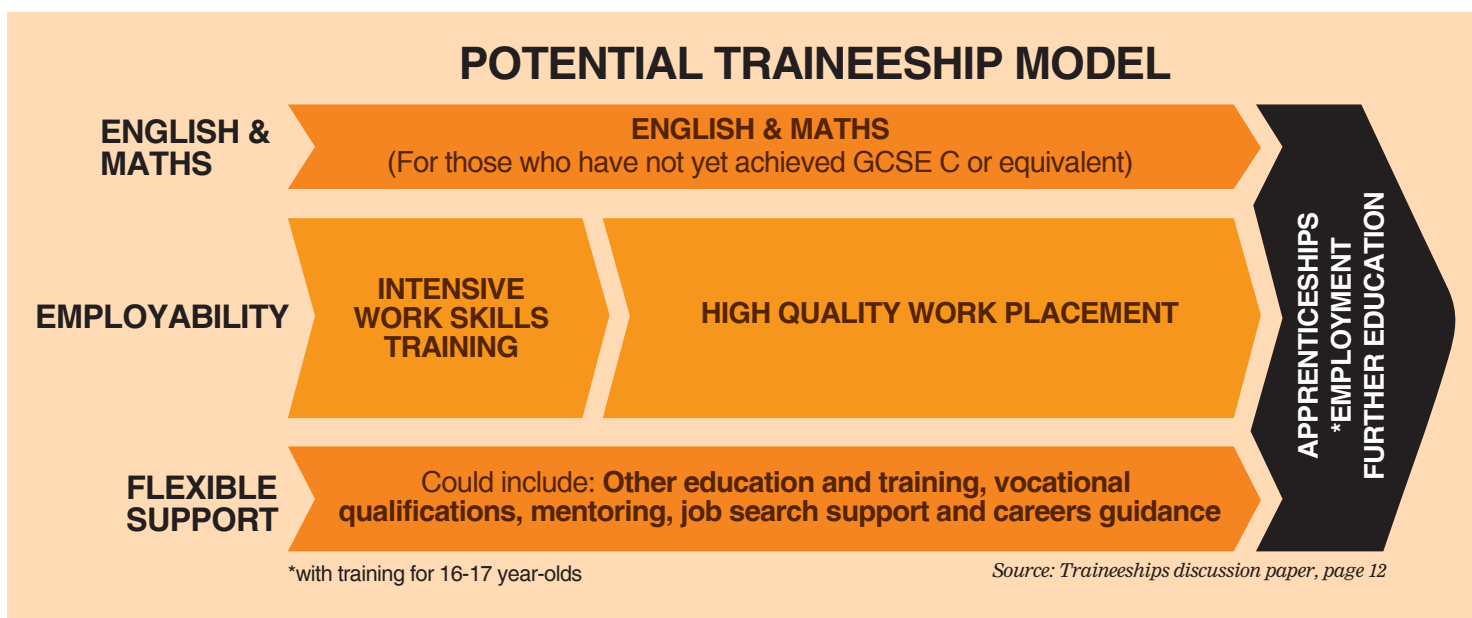 POTENTIAL TRAINEESHIP MODEL
ENGLISH &
MATHS
ENGLISH & MATHS
(For those who have not yet achieved GCSE C or equivalent)
EMPLOYABILITY
INTENSIVE
WORK SKILLS
TRAINING
HIGH QUALITY WORK PLACEMENT
FLEXIBLE
SUPPORT
Could include: Other education and training, vocational
qualifications, mentoring, job search support and careers guidance
APPRENTICESHIPS
*EMPLOYMENT
FURTHER EDUCATION
*with training for 16-17 year-olds
Source: Traineeships discussion paper, page 12